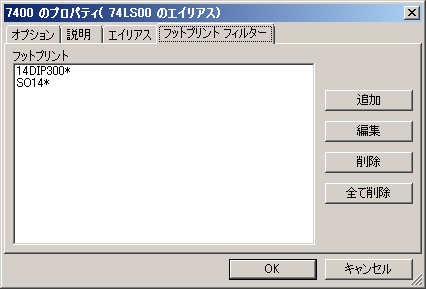 7400 のプロパティ( 74LS00 のエイリアス)
オプション 説明 エイリアス フットプリント フィルター
フットプリント
14DIP300*
SO14*
追加
編集
削除
全て削除
OK キャンセル